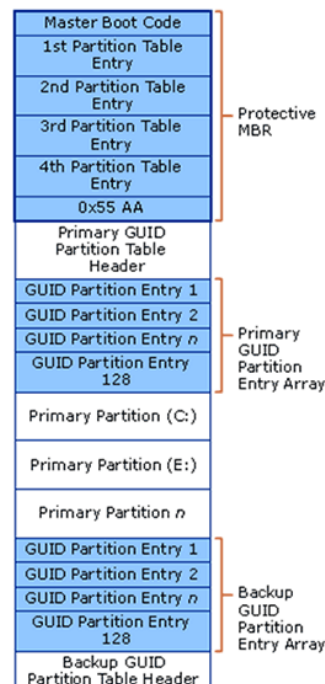 Master Boot Code
1st Partition Table
Entry
2nd Partition Table
Entry
3rd Partition Table
Entry
4th Partition Table
Entry
0x55 AA
Protective
MBR
Primary GUID
Partition Table
Header
GUID Partition Entry 1
GUID Partition Entry 2
GUID Partition Entry n
GUID Partition Entry
128
Primary
GUID
Partition
Entry Array
Primary Partition (C:)
Primary Partition (E:)
Primary Partition n
GUID Partition Entry 1
GUID Partition Entry 2
GUID Partition Entry n
GUID Partition Entry
128
Backup
GUID
Partition
Entry Array
Backup GUID
Partition Table Header